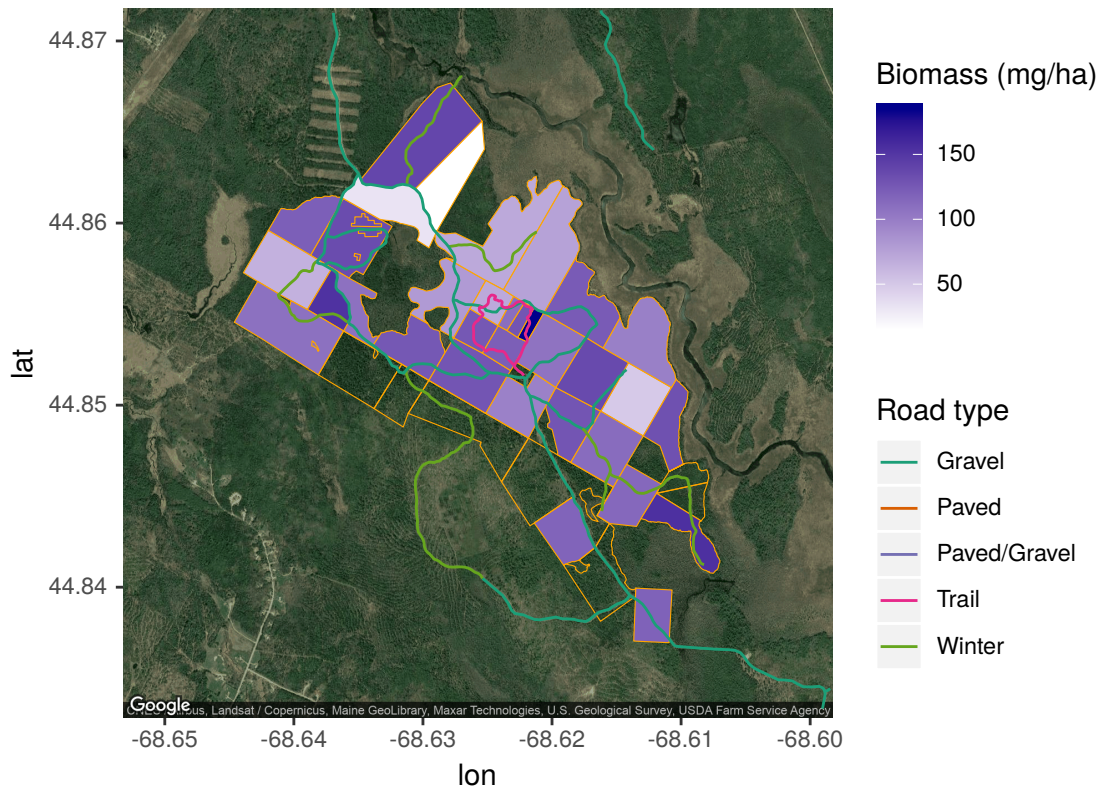 44.87
44.86
44.85
44.84
lat
-68.65
-68.64
-68.63
-68.62
-68.61
-68.60
lon
Google
Airbus, Landsat / Copernicus, Maine GeoLibrary, Maxar Technologies, U.S. Geological Survey, USDA Farm Service Agency
Biomass (mg/ha)
150
100
50
Road type
Gravel
Paved
Paved/Gravel
Trail
Winter